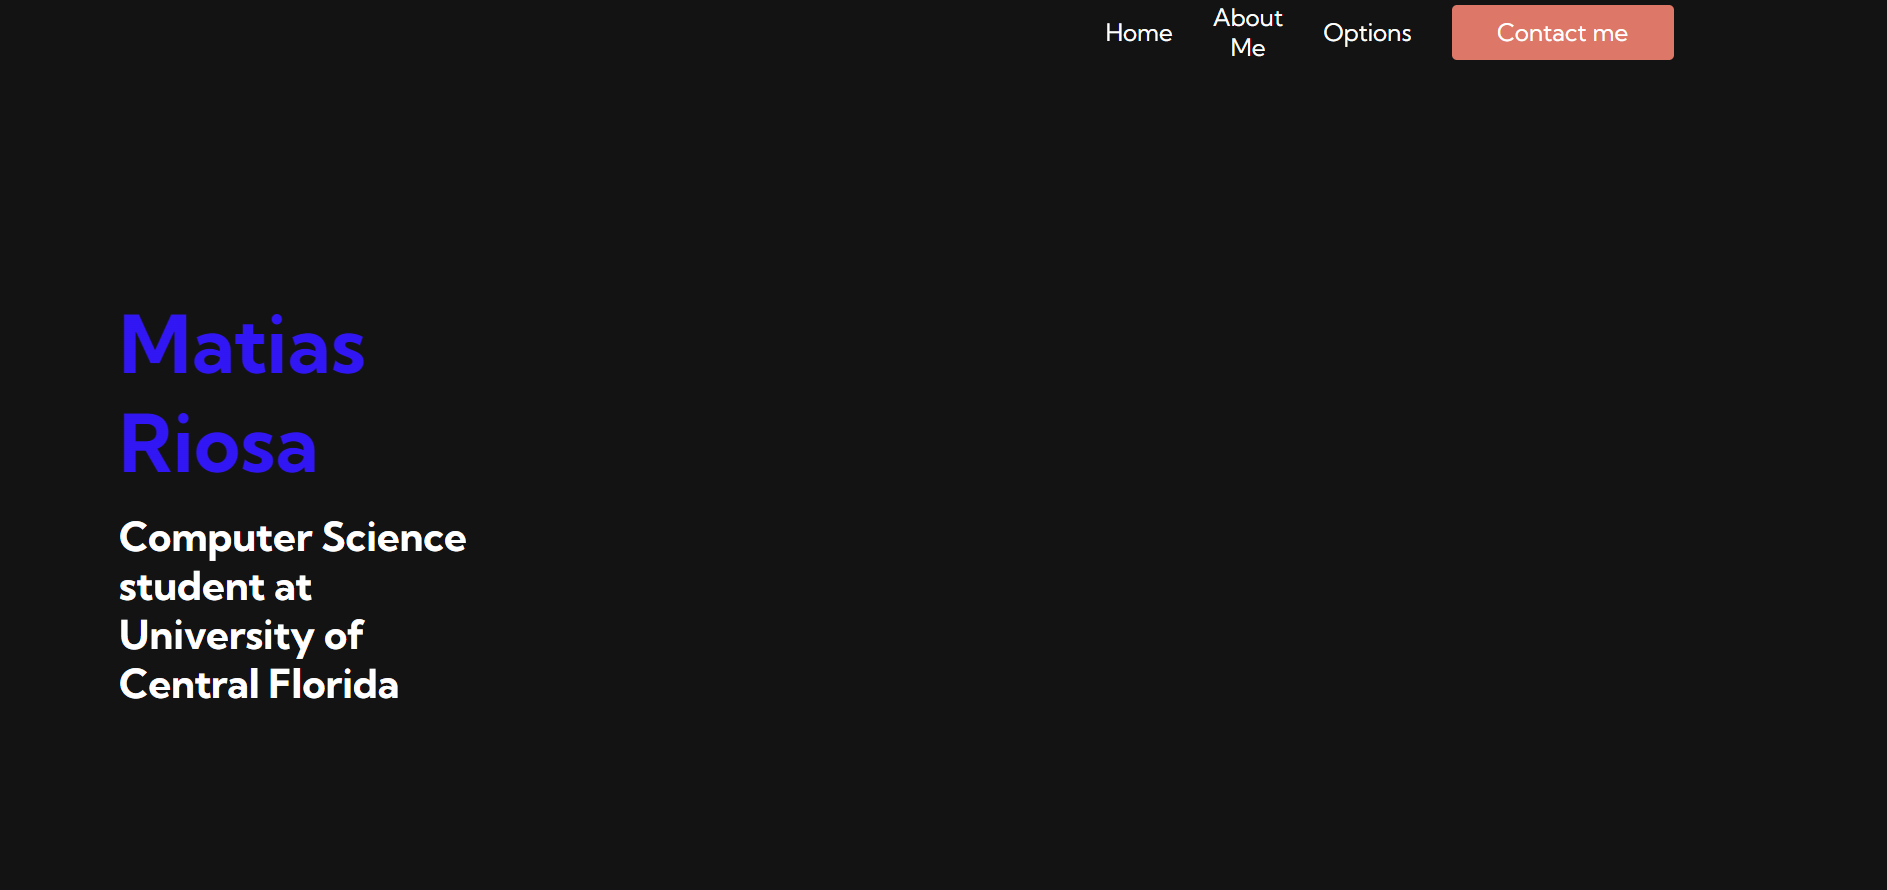 Home
About
Me
Options
Contact me
Matias
Riosa
Computer Science
student at
University of
Central Florida